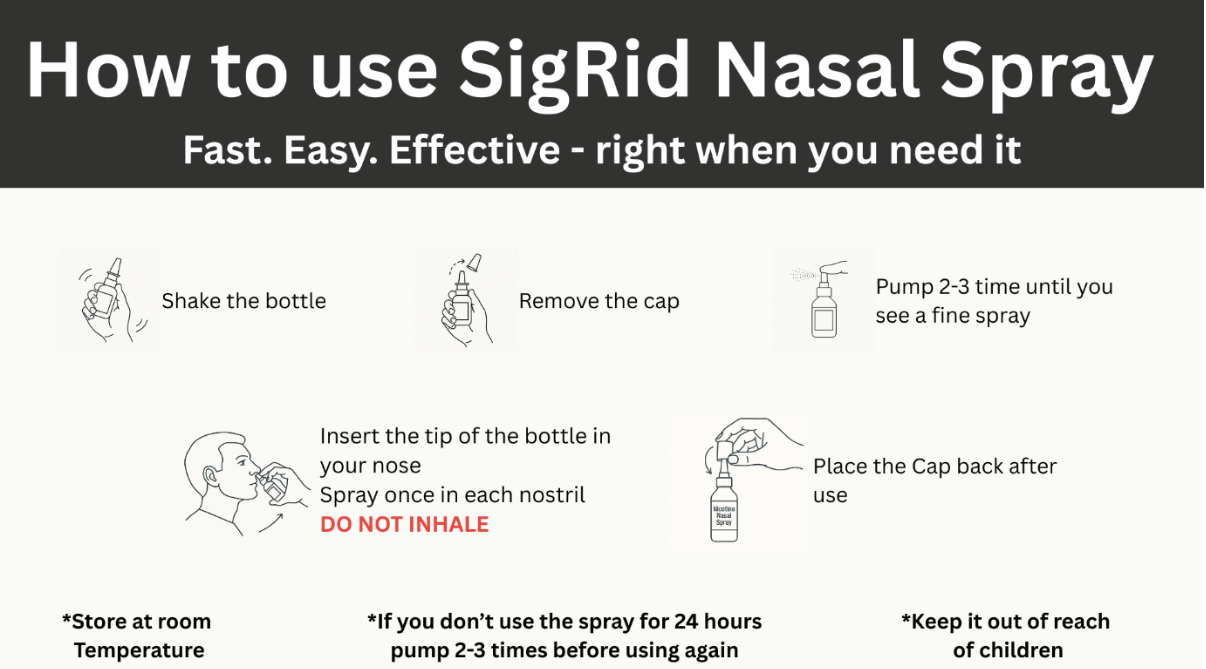 How to use SigRid Nasal Spray
Fast. Easy. Effective - right when you need it
Shake the bottle
Remove the cap
Pump 2-3 time until you
see a fine spray
Insert the tip of the bottle in
your nose
Spray once in each nostril
DO NOT INHALE
Nicotine
Nasal
Spray
Place the Cap back after
use
*Store at room
Temperature
*If you don’t use the spray for 24 hours
pump 2-3 times before using again
*Keep it out of reach
of children